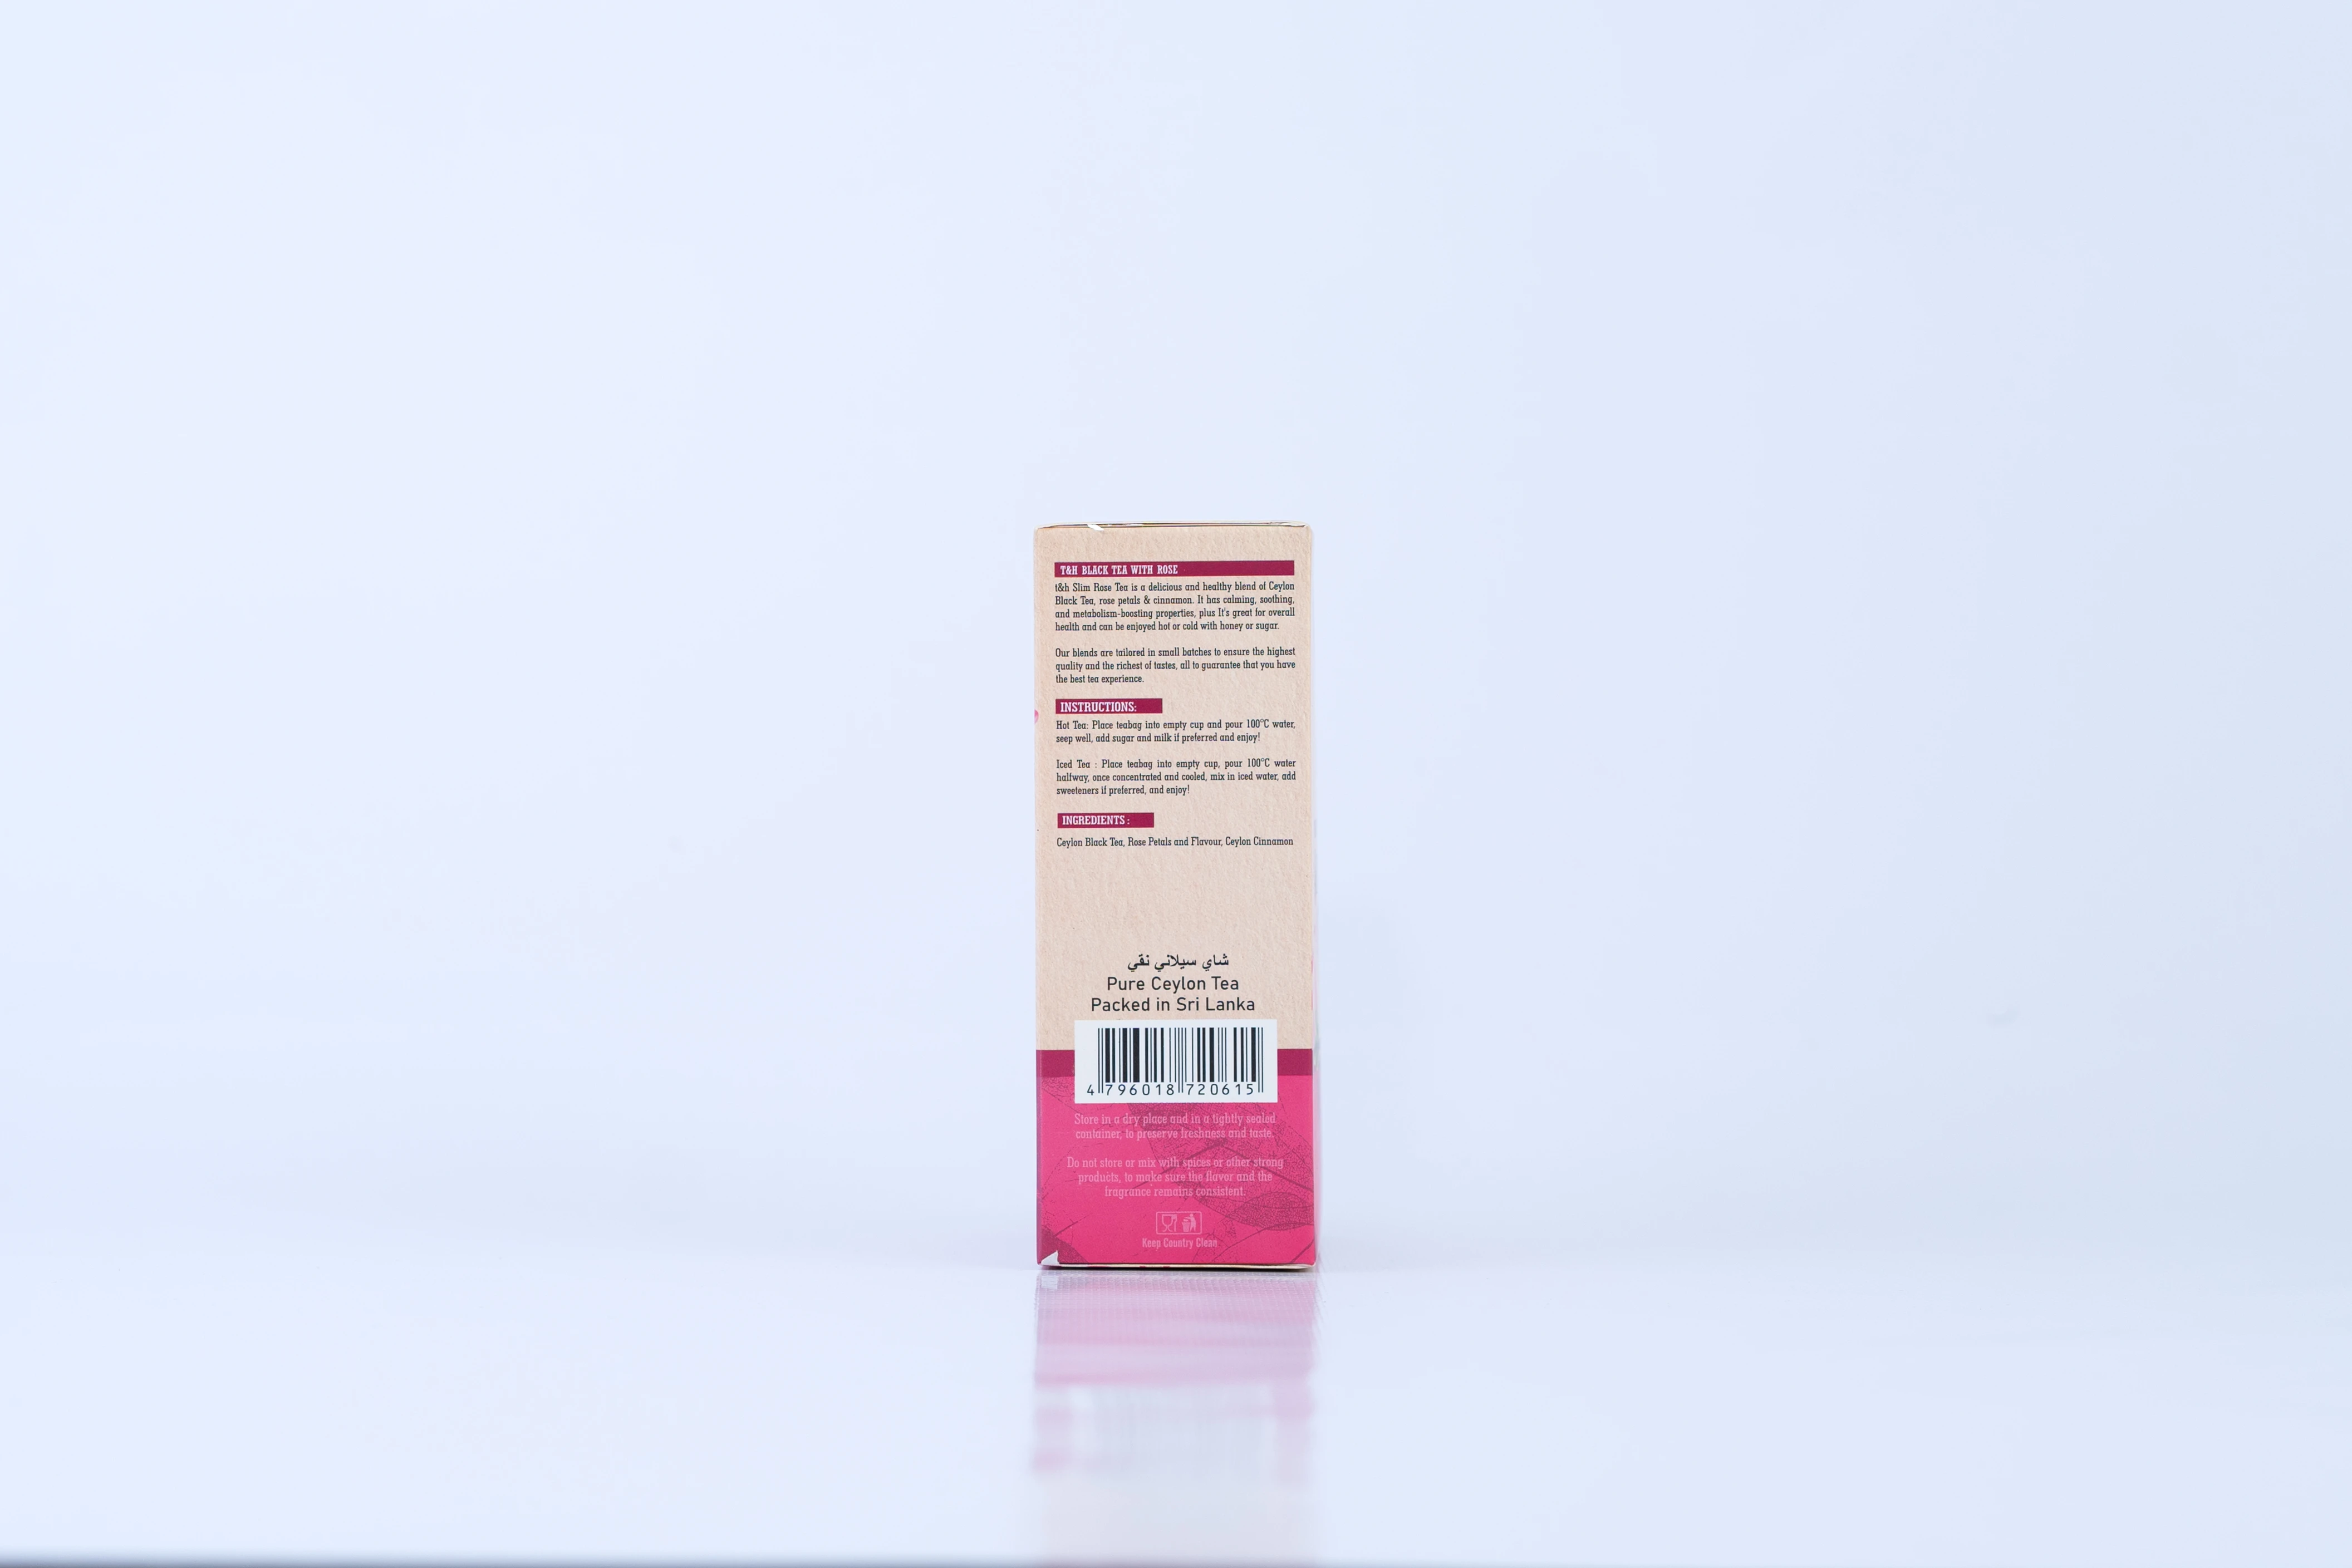 T&H BLACK TEA WITH ROSE
t&h Slim Rose Tea is a delicious and healthy blend of Ceylon
Black Tea, rose petals & cinnamon. It has calming, soothing,
and metabolism-boosting properties, plus It's great for overall
health and can be enjoyed hot or cold with honey or sugar.
Our blends are tailored in small batches to ensure the highest
quality and the richest of tastes, all to guarantee that you have
the best tea experience.
INSTRUCTIONS:
Hot Tea: Place teabag into empty cup and pour 100°C water,
seep well, add sugar and milk if preferred and enjoy!
Iced Tea : Place teabag into empty cup, pour 100°C water
halfway, once concentrated and cooled, mix in iced water, add
sweeteners if preferred, and enjoy!
INGREDIENTS :
Ceylon Black Tea, Rose Petals and Flavour, Ceylon Cinnamon
شاي سيلاني نقي
Pure Ceylon Tea
Packed in Sri Lanka
4 796018 720615
Store in a dry place and in a tightly sealed
container, to preserve freshness and taste.
Do not store or mix with spices or other strong
products, to make sure the flavor and the
fragrance remains consistent.
Keep Country Clean